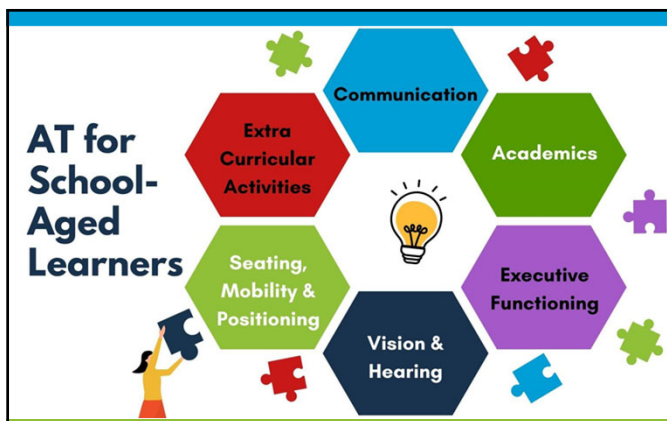 AT for
School-
Aged
Learners
Communication
Academics
Executive
Functioning
Vision &
Hearing
Seating,
Mobility &
Positioning
Extra
Curricular
Activities